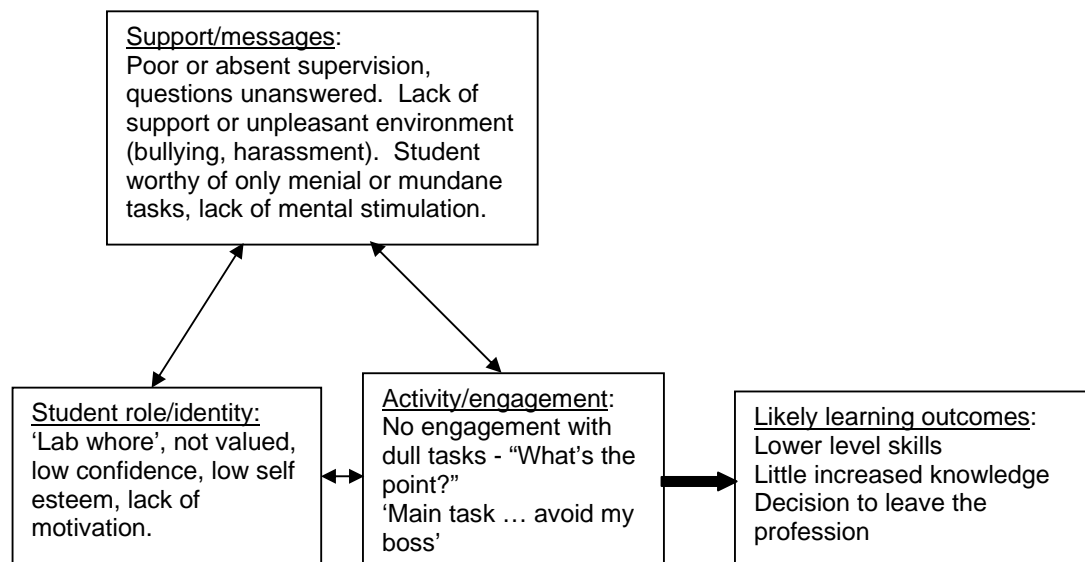 Support/messages:
Poor or absent supervision,
questions unanswered.  Lack of
support or unpleasant environment
(bullying, harassment).  Student
worthy of only menial or mundane
tasks, lack of mental stimulation.
Student role/identity:
‘Lab whore’, not valued,
low confidence, low self
esteem, lack of
motivation.
Activity/engagement:
No engagement with
dull tasks - “What’s the
point?”
‘Main task … avoid my
boss’
Likely learning outcomes:
Lower level skills
Little increased knowledge
Decision to leave the
profession